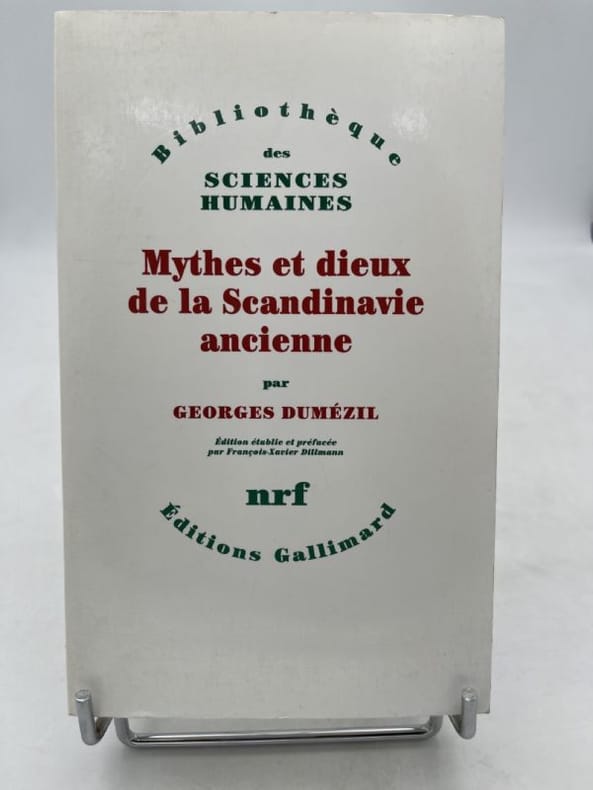 Bibliothèque
des
SCIENCES
HUMAINES
Mythes et dieux
de la Scandinavie
ancienne
par
GEORGES DUMÉZIL
Édition établie et préfacée
par François-Xavier Dillmann
nrf
Éditions Gallimard